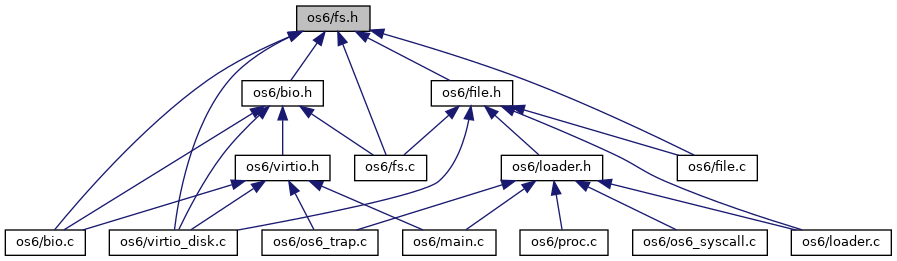 os6/fs.h
os6/bio.h
os6/file.h
os6/virtio.h
os6/fs.c
os6/loader.h
os6/file.c
os6/bio.c
os6/virtio_disk.c
os6/os6_trap.c
os6/main.c
os6/proc.c
os6/os6_syscall.c
os6/loader.c